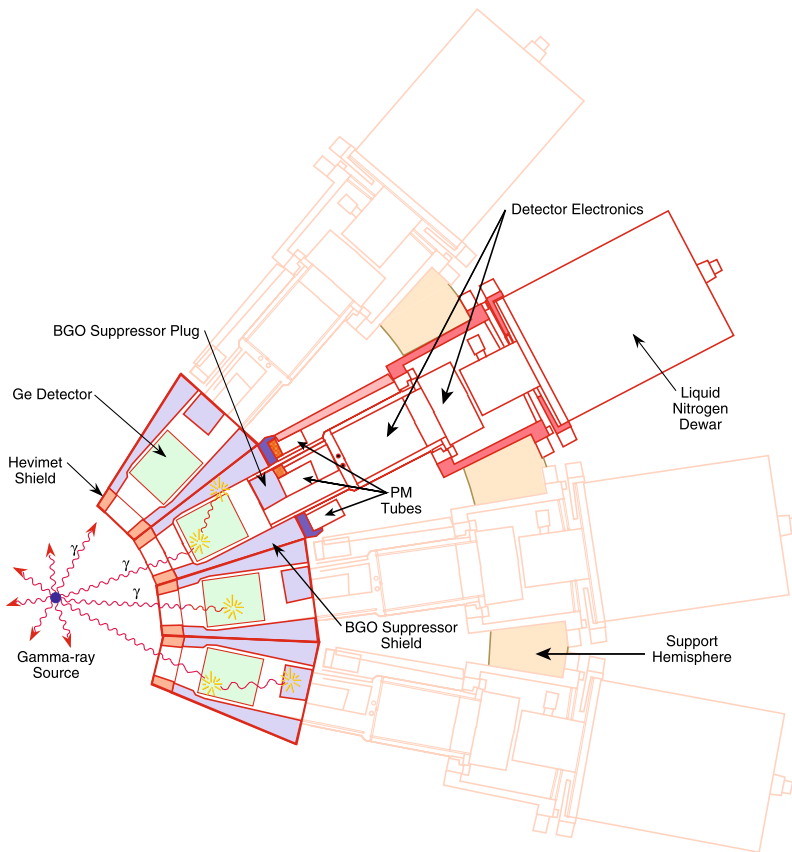 Detector Electronics
BGO Suppressor Plug
Ge Detector
Liquid
Nitrogen
Dewar
Hevimet
Shield
PM
Tubes
γ
γ
γ
BGO Suppressor
Shield
Support
Hemisphere
Gamma-ray
Source